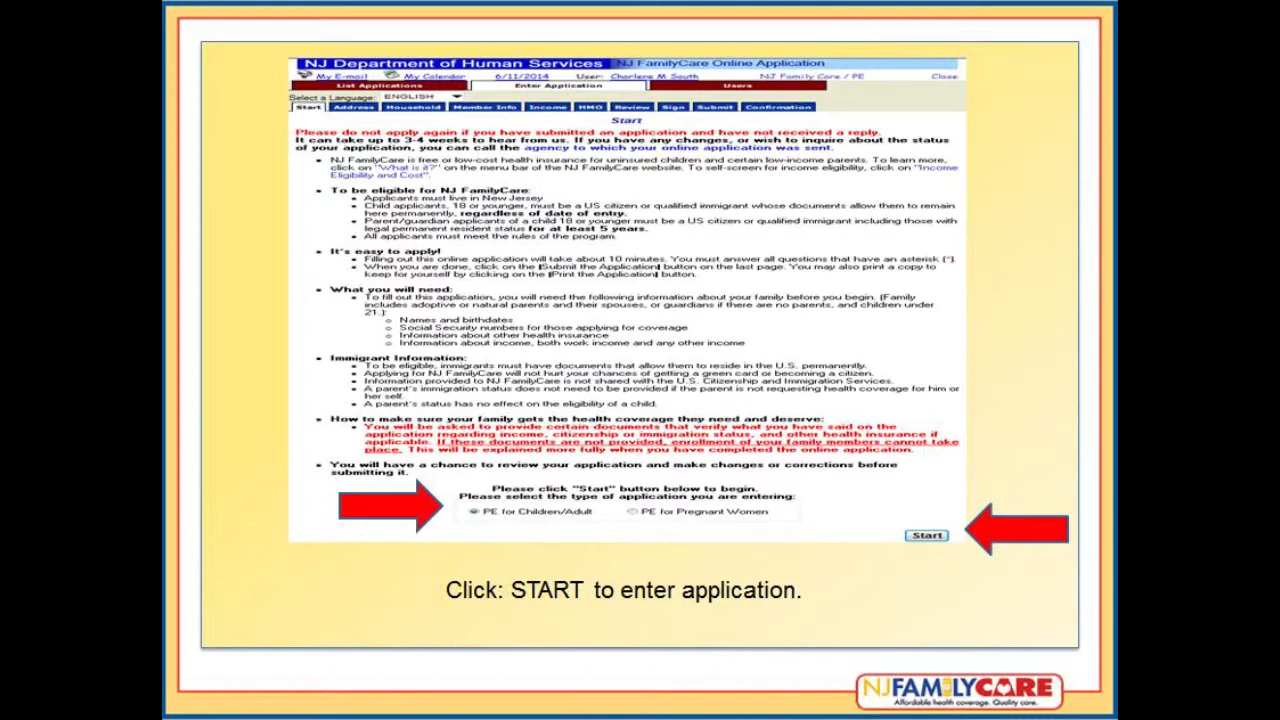 NJ Department of Human Services NJ FamilyCare Online Application
My E-mail My Calendar 6/11/2014 User: Charlene M South NJ Family Care / PE Close
List Applications Enter Application Users
Select a Language: ENGLISH
Start Address Household Member Info Income HMO Review Sign Submit Confirmation
Start
Please do not apply again if you have submitted an application and have not received a reply.
It can take up to 3-4 weeks to hear from us. If you have any changes, or wish to inquire about the status
of your application, you can call the agency to which your online application was sent.
• NJ FamilyCare is free or low-cost health insurance for uninsured children and certain low-income parents. To learn more,
click on "What is it?" on the menu bar of the NJ FamilyCare website. To self-screen for income eligibility, click on "Income
Eligibility and Cost".
• To be eligible for NJ FamilyCare:
• Applicants must live in New Jersey
• Child applicants, 18 or younger, must be a US citizen or qualified immigrant whose documents allow them to remain
here permanently, regardless of date of entry.
• Parent/guardian applicants of a child 18 or younger must be a US citizen or qualified immigrant including those with
legal permanent resident status for at least 5 years.
• All applicants must meet the rules of the program.
• It's easy to apply!
• Filling out this online application will take about 10 minutes. You must answer all questions that have an asterisk (*).
• When you are done, click on the [Submit the Application] button on the last page. You may also print a copy to
keep for yourself by clicking on the [Print the Application] button.
• What you will need:
• To fill out this application, you will need the following information about your family before you begin. (Family
includes adoptive or natural parents and their spouses, or guardians if there are no parents, and children under
21.):
o Names and birthdates
o Social Security numbers for those applying for coverage
o Information about other health insurance
o Information about income, both work income and any other income
• Immigrant Information:
• To be eligible, immigrants must have documents that allow them to reside in the U.S. permanently.
• Applying for NJ FamilyCare will not hurt your chances of getting a green card or becoming a citizen.
• Information provided to NJ FamilyCare is not shared with the U.S. Citizenship and Immigration Services.
• A parent's immigration status does not need to be provided if the parent is not requesting health coverage for him or
her self.
• A parent's status has no effect on the eligibility of a child.
• How to make sure your family gets the health coverage they need and deserve:
• You will be asked to provide certain documents that verify what you have said on the
application regarding income, citizenship or immigration status, and other health insurance if
applicable. If these documents are not provided, enrollment of your family members cannot take
place. This will be explained more fully when you have completed the online application.
• You will have a chance to review your application and make changes or corrections before
submitting it.
Please click "Start" button below to begin.
Please select the type of application you are entering:
PE for Children/Adult PE for Pregnant Women
Start
Click: START to enter application.
NJFAMILYCARE
Affordable health coverage. Quality care.